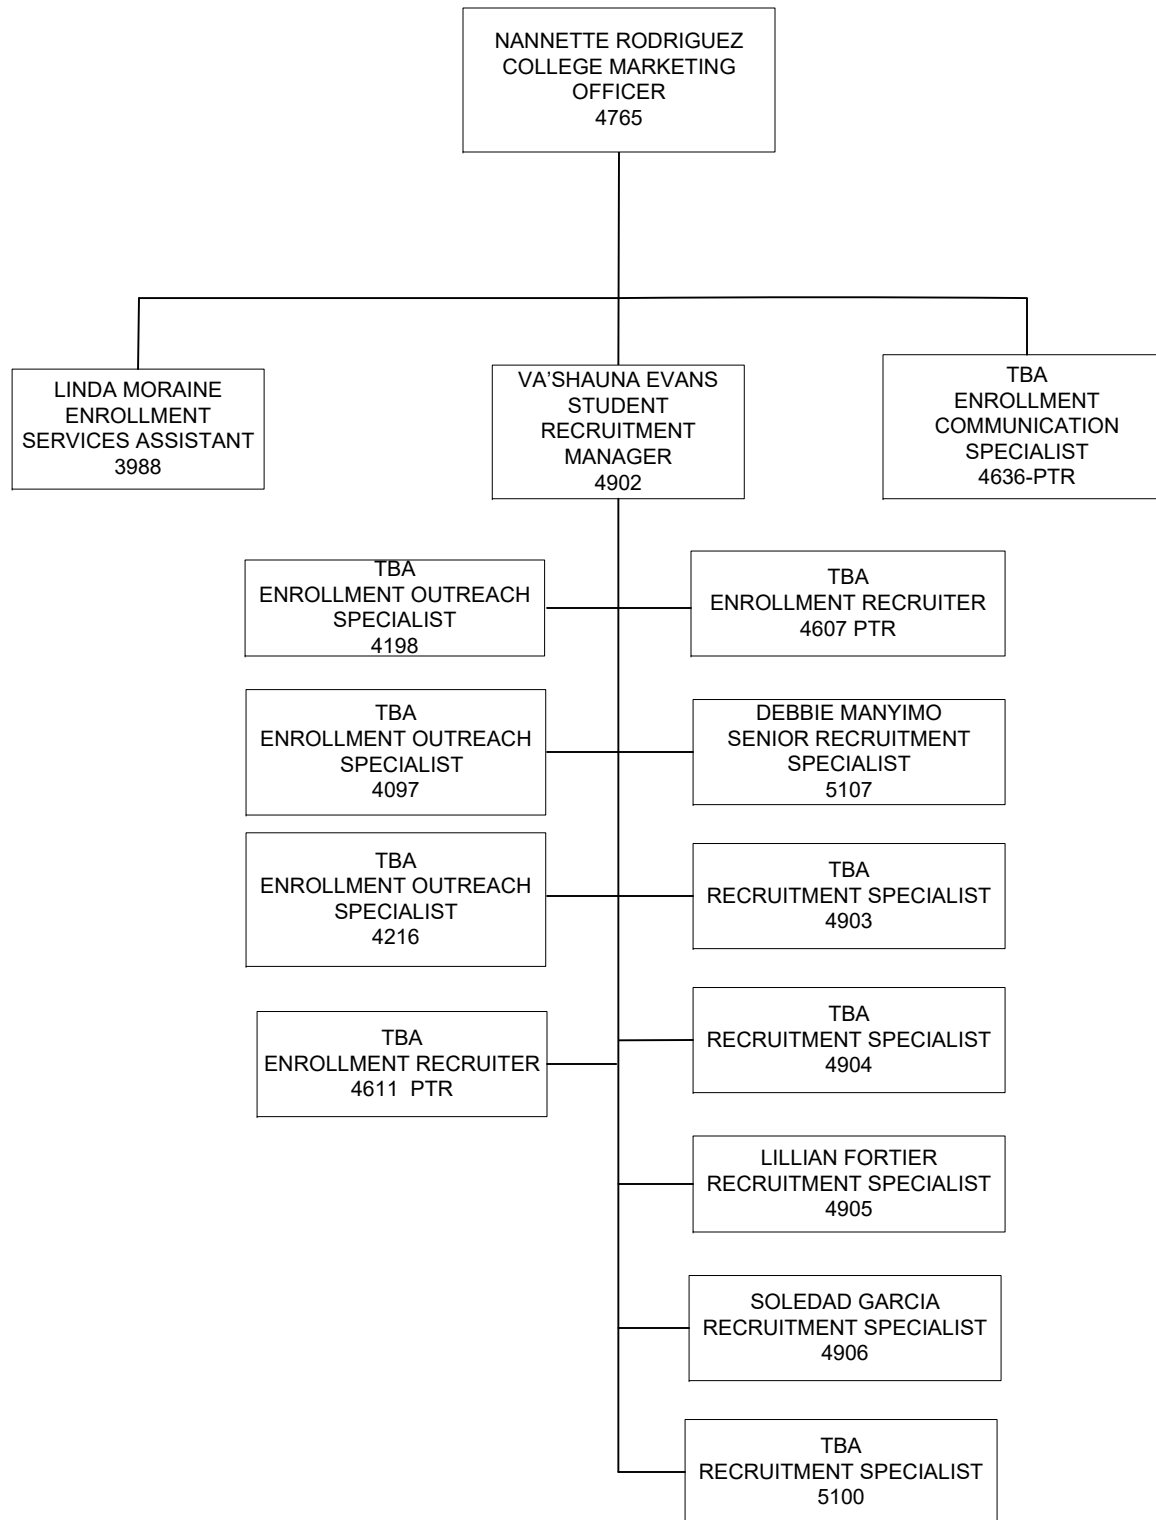 NANNETTE RODRIGUEZ
COLLEGE MARKETING
OFFICER
4765
LINDA MORAINE
ENROLLMENT
SERVICES ASSISTANT
3988
VA'SHAUNA EVANS
STUDENT
RECRUITMENT
MANAGER
4902
TBA
ENROLLMENT
COMMUNICATION
SPECIALIST
4636-PTR
TBA
ENROLLMENT OUTREACH
SPECIALIST
4198
TBA
ENROLLMENT RECRUITER
4607 PTR
TBA
ENROLLMENT OUTREACH
SPECIALIST
4097
DEBBIE MANYIMO
SENIOR RECRUITMENT
SPECIALIST
5107
TBA
ENROLLMENT OUTREACH
SPECIALIST
4216
TBA
RECRUITMENT SPECIALIST
4903
TBA
ENROLLMENT RECRUITER
4611 PTR
TBA
RECRUITMENT SPECIALIST
4904
LILLIAN FORTIER
RECRUITMENT SPECIALIST
4905
SOLEDAD GARCIA
RECRUITMENT SPECIALIST
4906
TBA
RECRUITMENT SPECIALIST
5100